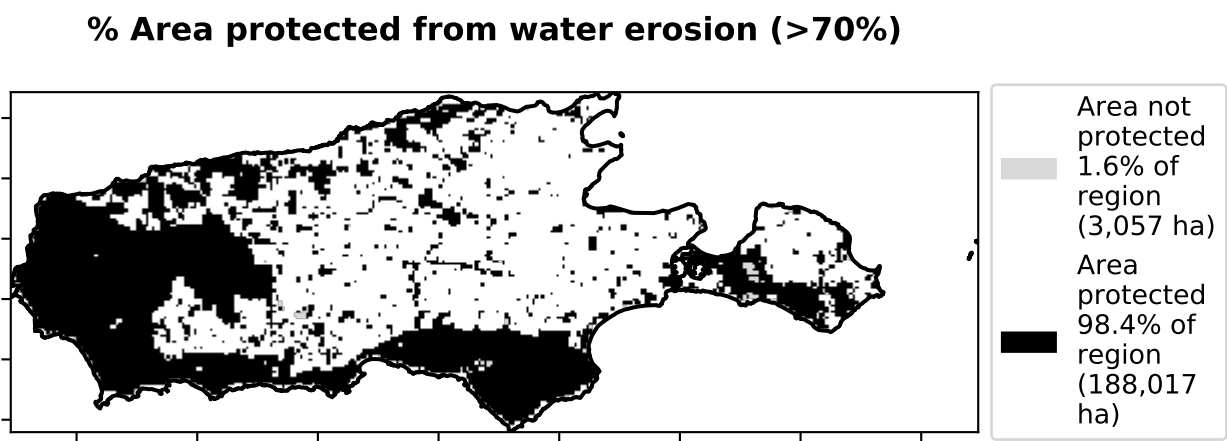 % Area protected from water erosion (>70%)
Area not
protected
1.6% of
region
(3,057 ha)
Area
protected
98.4% of
region
(188,017
ha)